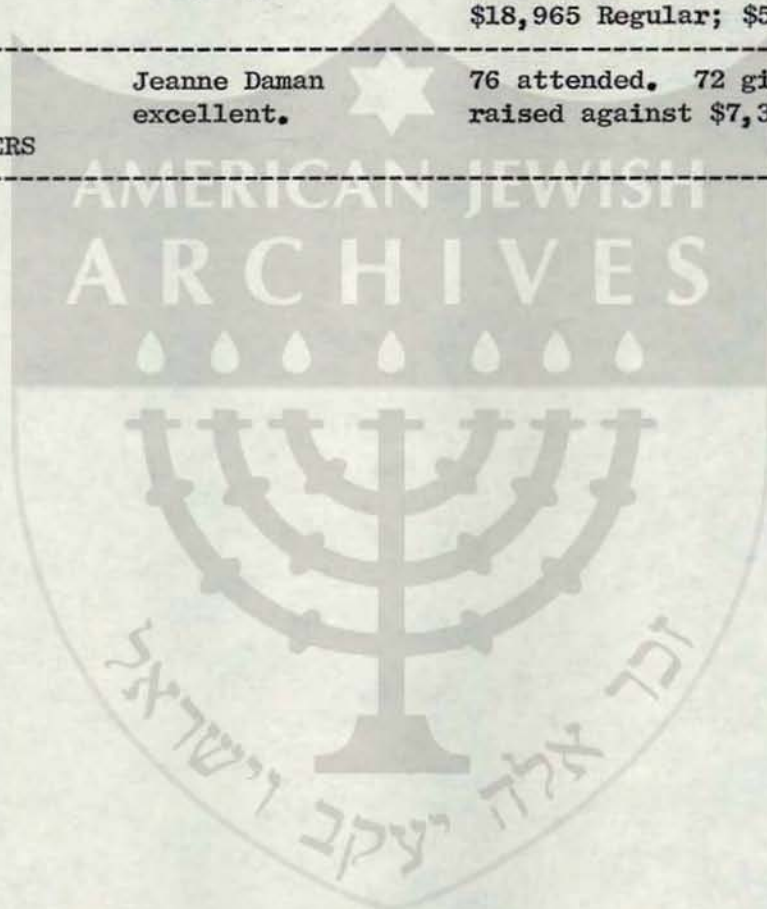 $18,965 Regular; $5
Jeanne Daman 76 attended. 72 gi
excellent. raised against $7,3
ERS
AMERICAN JEWISH
ARCHIVES
זכר אלה יעקב וישראל